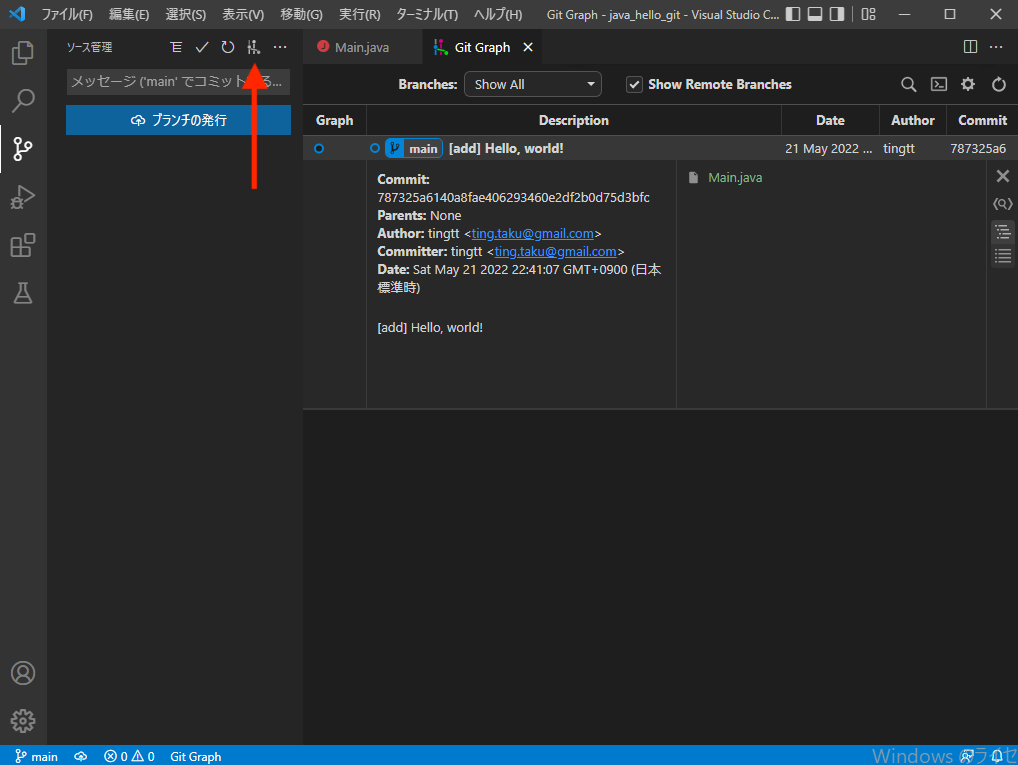 ファイル(F) 編集(E) 選択(S) 表示(V) 移動(G) 実行(R) ターミナル(T) ヘルプ(H) Git Graph - java_hello_git - Visual Studio C...
ソース管理
メッセージ ('main' でコミット
る...
ブランチの発行
Main.java
Git Graph
Branches: Show All Show Remote Branches
Graph Description Date Author Commit
main [add] Hello, world! 21 May 2022 ... tingtt 787325a6
Commit:
787325a6140a8fae406293460e2df2b0d75d3bfc
Parents: None
Author: tingtt <ting.taku@gmail.com>
Committer: tingtt <ting.taku@gmail.com>
Date: Sat May 21 2022 22:41:07 GMT+0900 (日本
標準時)
[add] Hello, world!
Main.java
main 0 0 Git Graph
Windows のライセ